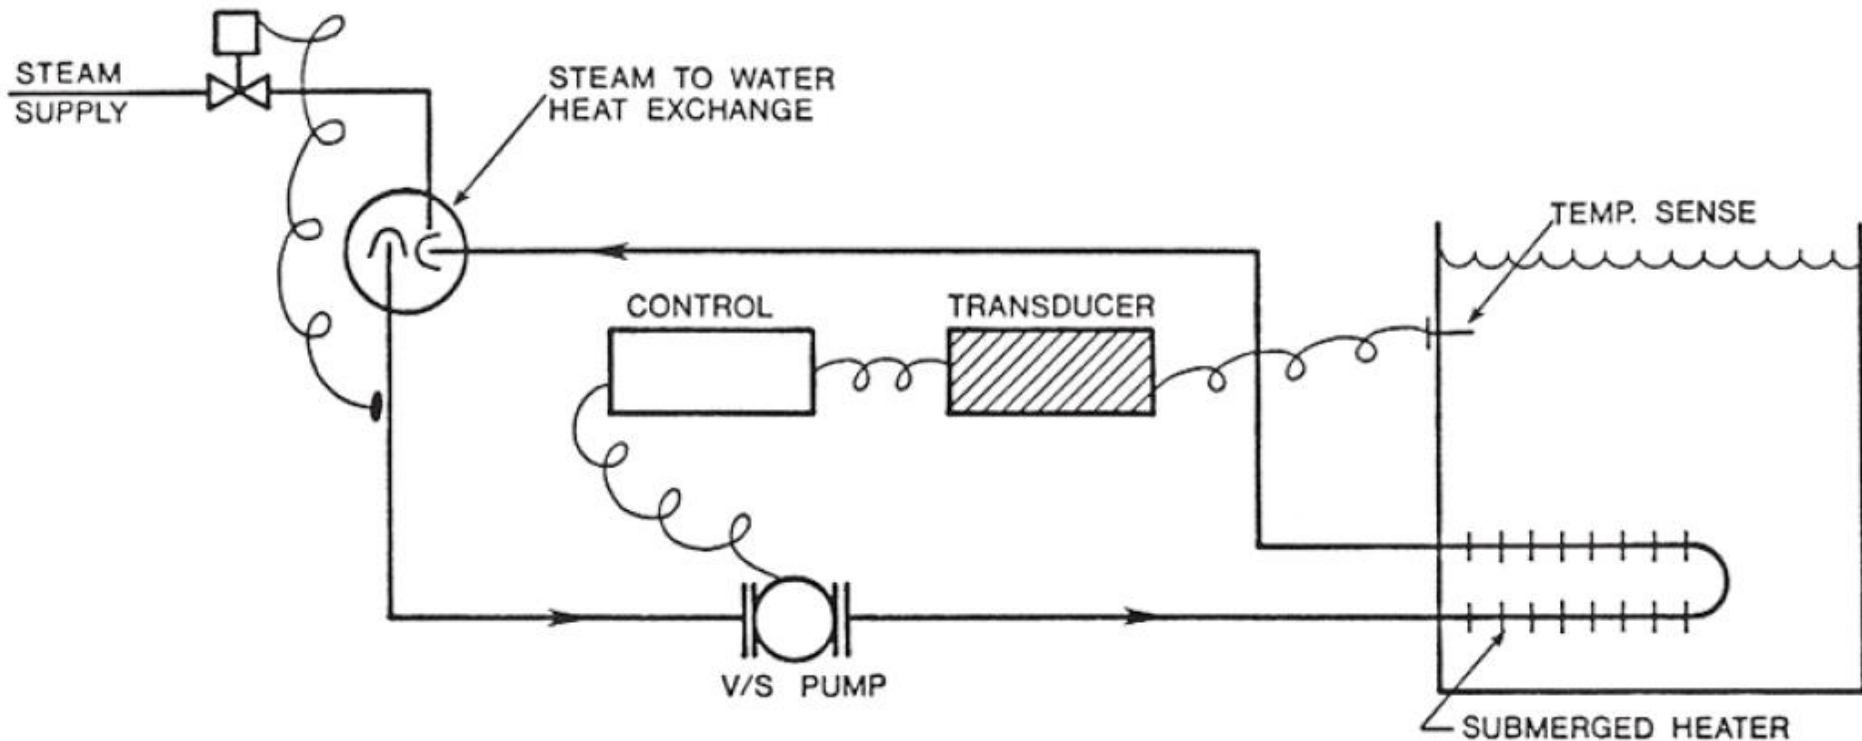 STEAM
SUPPLY
STEAM TO WATER
HEAT EXCHANGE
TEMP. SENSE
CONTROL
TRANSDUCER
V/S PUMP
SUBMERGED HEATER